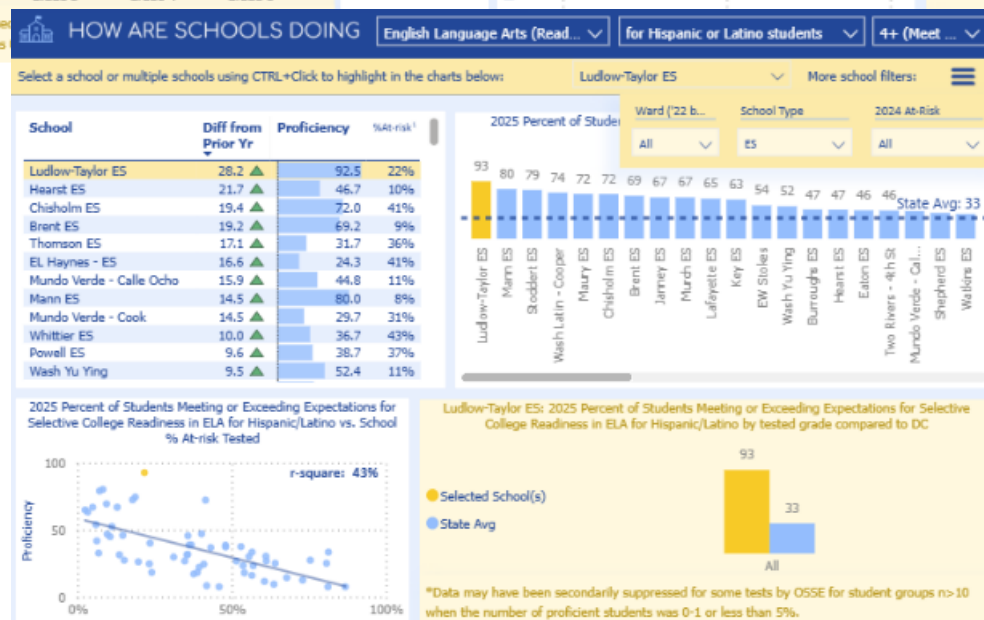 HOW ARE SCHOOLS DOING
English Language Arts (Read...
for Hispanic or Latino students
4+ (Meet ...
Select a school or multiple schools using CTRL+Click to highlight in the charts below:
Ludlow-Taylor ES
More school filters:
Ward ('22 b...
School Type
2024 At-Risk
All
ES
All
School
Diff from Prior Yr
Proficiency
%At-risk¹
Ludlow-Taylor ES 28.2 92.5 22%
Hearst ES 21.7 46.7 10%
Chisholm ES 19.4 72.0 41%
Brent ES 19.2 69.2 9%
Thomson ES 17.1 31.7 36%
EL Haynes - ES 16.6 24.3 41%
Mundo Verde - Calle Ocho 15.9 44.8 11%
Mann ES 14.5 80.0 8%
Mundo Verde - Cook 14.5 29.7 31%
Whittier ES 10.0 36.7 43%
Powell ES 9.6 38.7 37%
Wash Yu Ying 9.5 52.4 11%
2025 Percent of Stude
93 80 79 74 72 72 69 67 67 65 63 54 52 47 47 46 46
State Avg: 33
Ludlow-Taylor ES
Mann ES
Stoddert ES
Wash Latin - Cooper
Maury ES
Chisholm ES
Brent ES
Janney ES
Murch ES
Lafayette ES
Key ES
EW Stokes
Wash Yu Ying
Burroughs ES
Hearst ES
Eaton ES
Two Rivers - 4th St
Mundo Verde - Cal...
Shepherd ES
Watkins ES
2025 Percent of Students Meeting or Exceeding Expectations for
Selective College Readiness in ELA for Hispanic/Latino vs. School
% At-risk Tested
r-square: 43%
Proficiency
100
50
0
0% 50% 100%
Ludlow-Taylor ES: 2025 Percent of Students Meeting or Exceeding Expectations for Selective
College Readiness in ELA for Hispanic/Latino by tested grade compared to DC
Selected School(s)
State Avg
93
33
All
*Data may have been secondarily suppressed for some tests by OSSE for student groups n>10
when the number of proficient students was 0-1 or less than 5%.